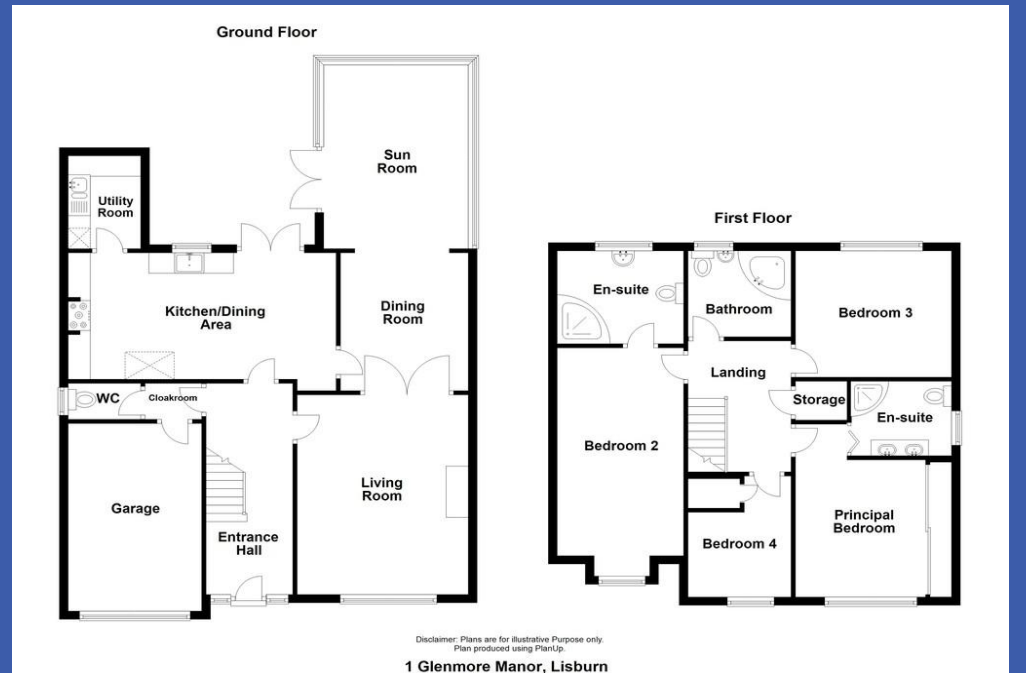 Ground Floor
Sun
Room
Utility
Room
Kitchen/Dining
Area
Dining
Room
WC
Cloakroom
Garage
Entrance
Hall
Living
Room
First Floor
En-suite
Bathroom
Bedroom 3
Landing
Storage
En-suite
Bedroom 2
Principal
Bedroom
Bedroom 4
Disclaimer: Plans are for illustrative Purpose only.
Plan produced using PlanUp.
1 Glenmore Manor, Lisburn